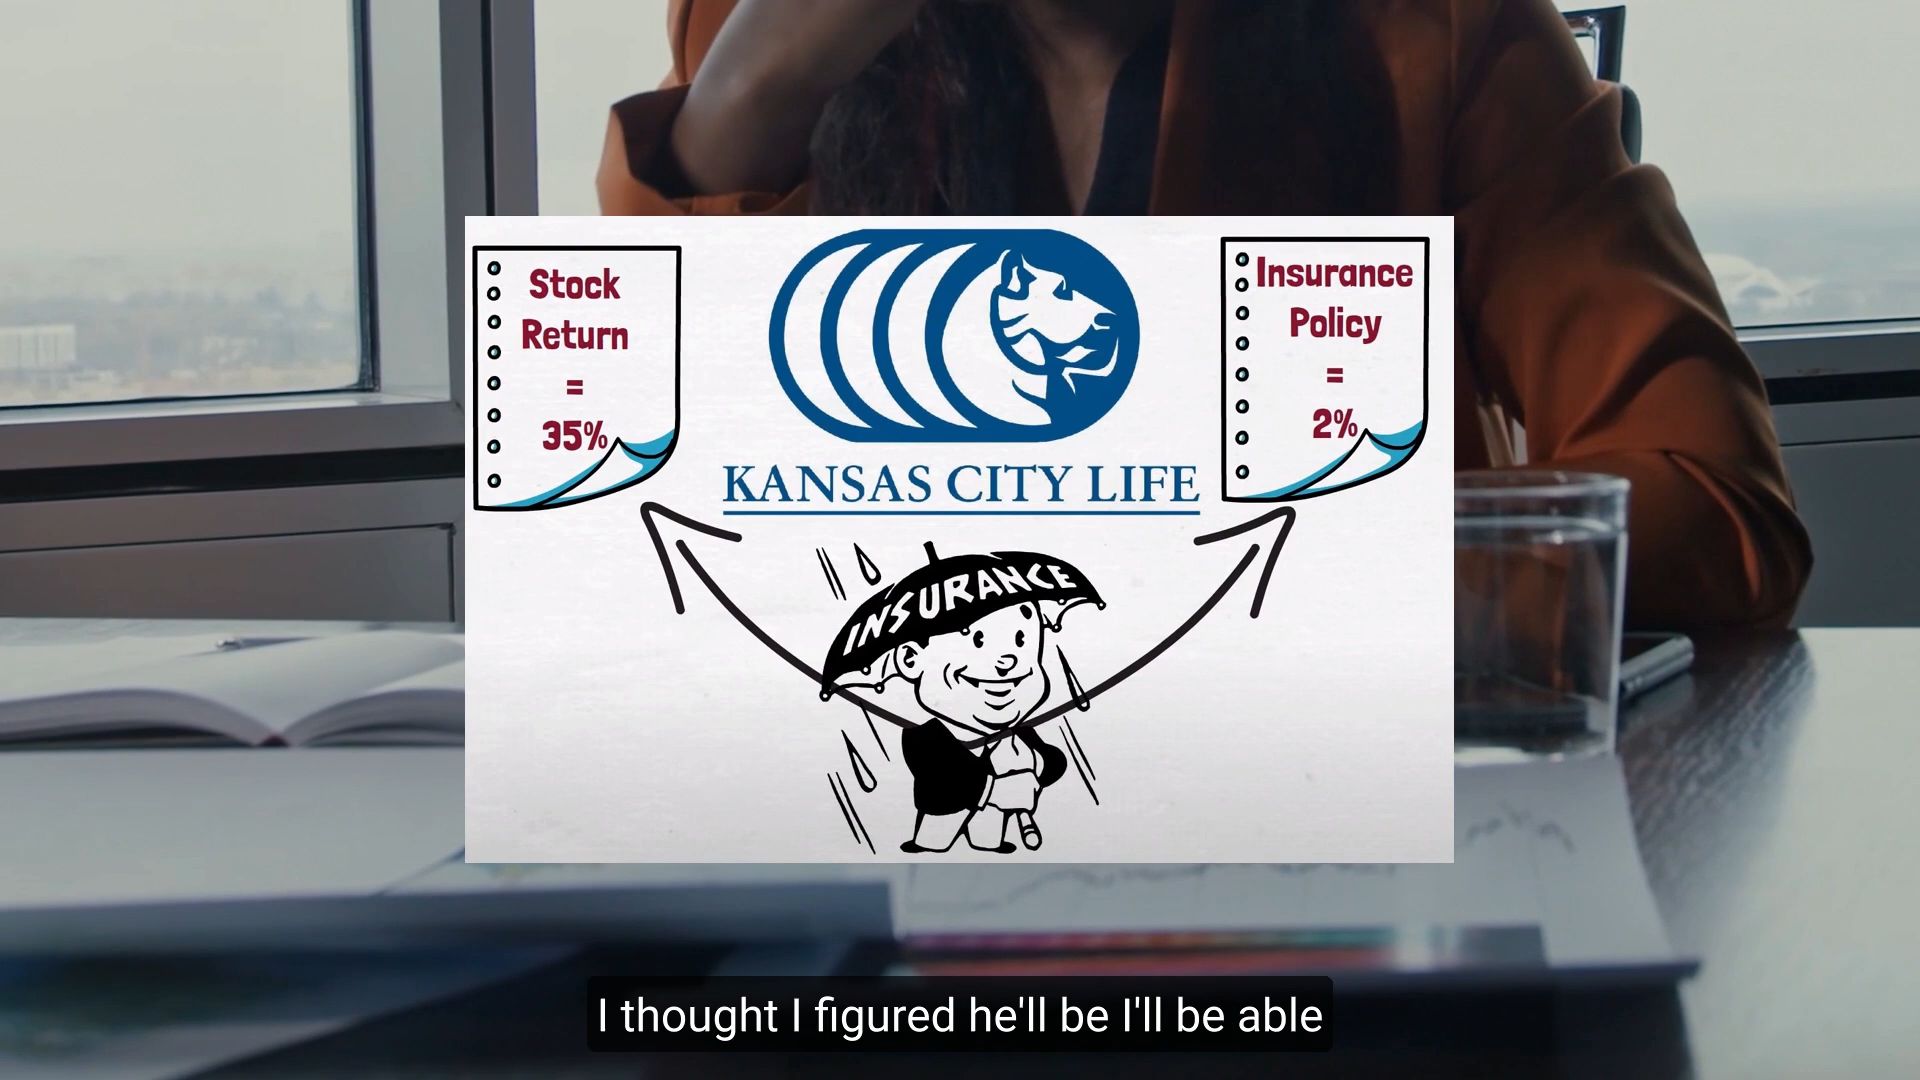 Stock
Return
=
35%
KANSAS CITY LIFE
Insurance
Policy
=
2%
INSURANCE
I thought I figured he'll be I'll be able